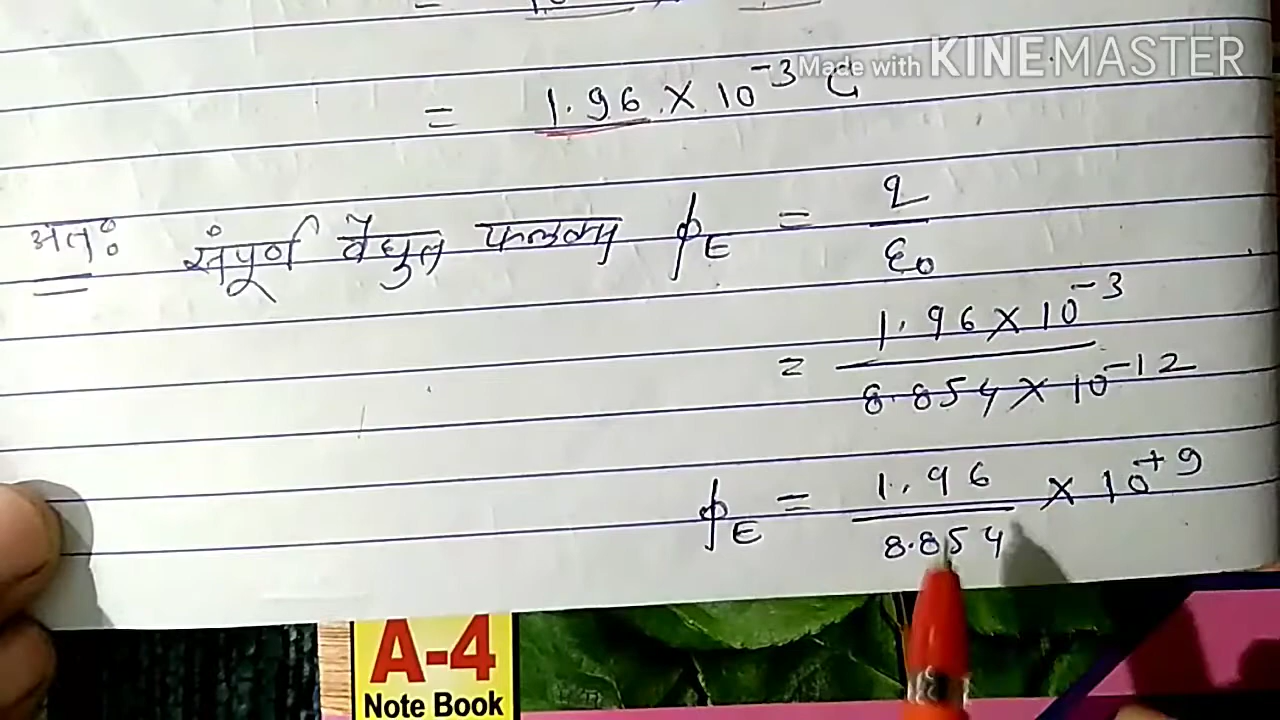 Made with KINEMASTER
= 1.96 × 10⁻³ C
अतः संपूर्ण वैद्युत फ्लक्स ϕE = q / ε₀
= 1.96 × 10⁻³ / 8.854 × 10⁻¹²
ϕE = 1.96 / 8.854 × 10⁺⁹
A-4
Note Book